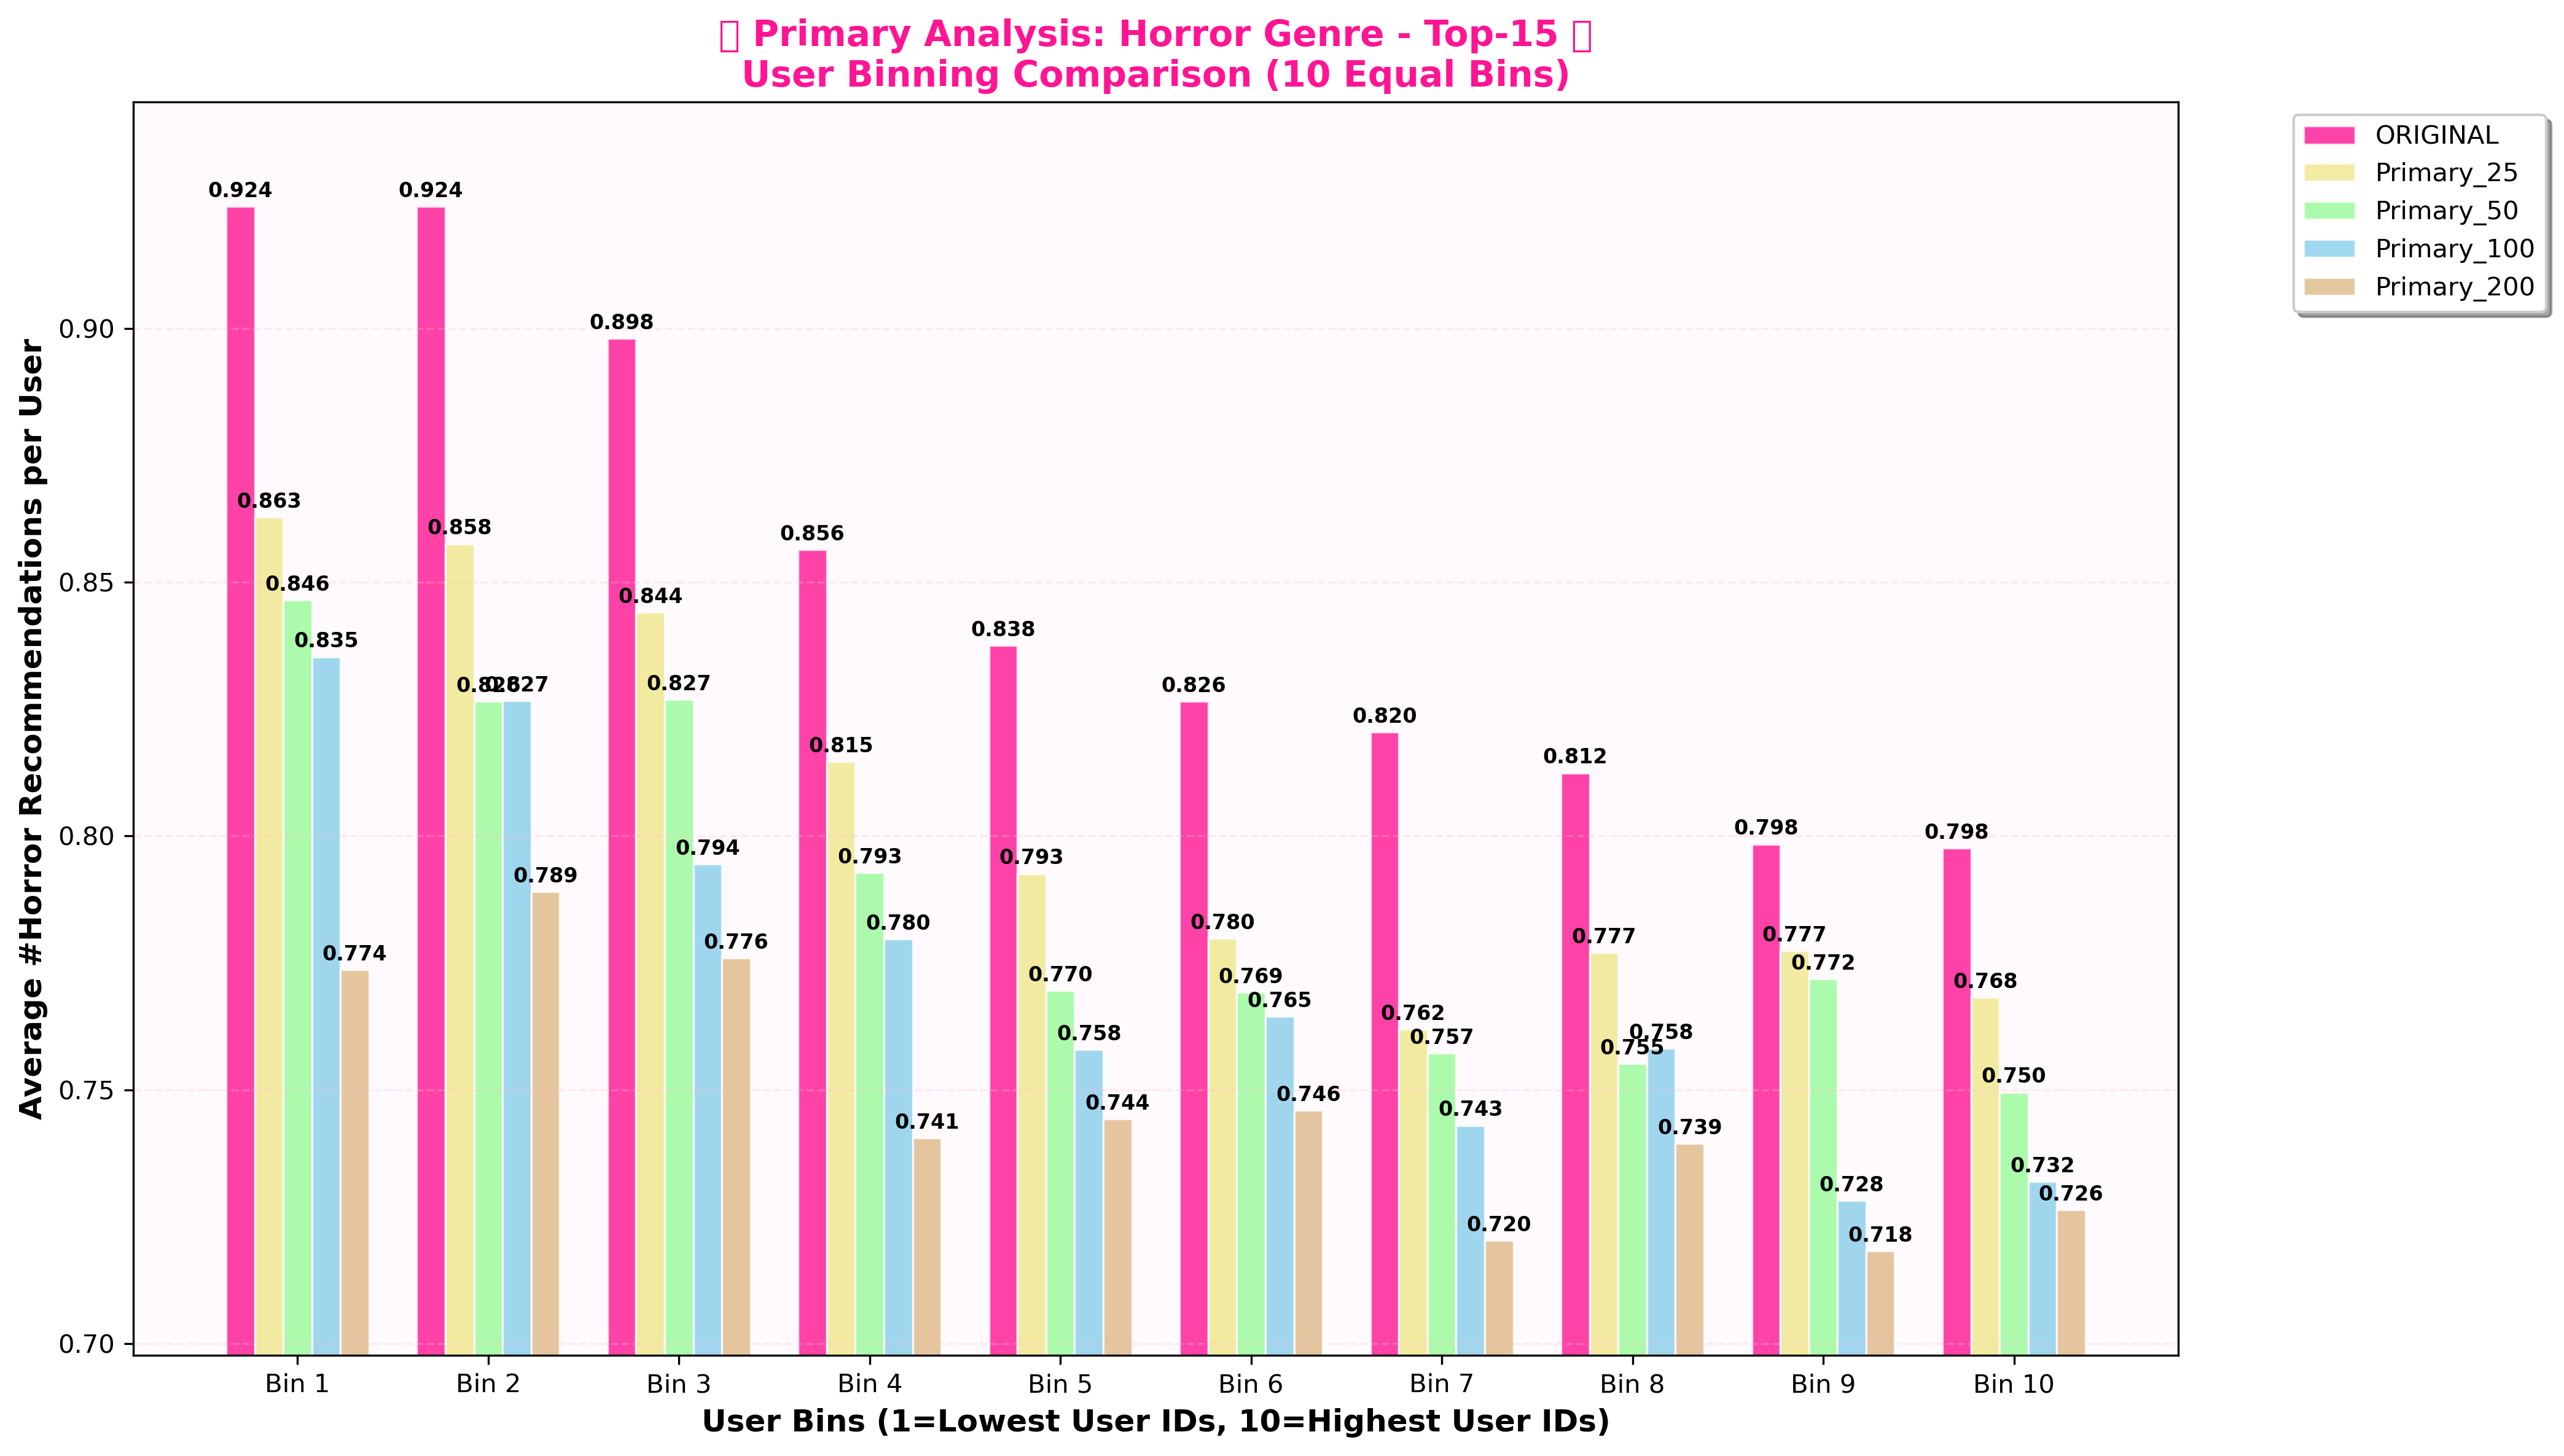 Primary Analysis: Horror Genre - Top-15
User Binning Comparison (10 Equal Bins)
ORIGINAL
Primary_25
Primary_50
Primary_100
Primary_200
Average #Horror Recommendations per User
0.90
0.85
0.80
0.75
0.70
0.924
0.863
0.846
0.835
0.774
0.924
0.858
0.827
0.789
0.898
0.844
0.827
0.794
0.776
0.856
0.815
0.793
0.780
0.741
0.838
0.793
0.770
0.758
0.744
0.826
0.780
0.769
0.765
0.746
0.820
0.762
0.757
0.743
0.720
0.812
0.777
0.755
0.758
0.739
0.798
0.777
0.772
0.728
0.718
0.798
0.768
0.750
0.732
0.726
Bin 1
Bin 2
Bin 3
Bin 4
Bin 5
Bin 6
Bin 7
Bin 8
Bin 9
Bin 10
User Bins (1=Lowest User IDs, 10=Highest User IDs)